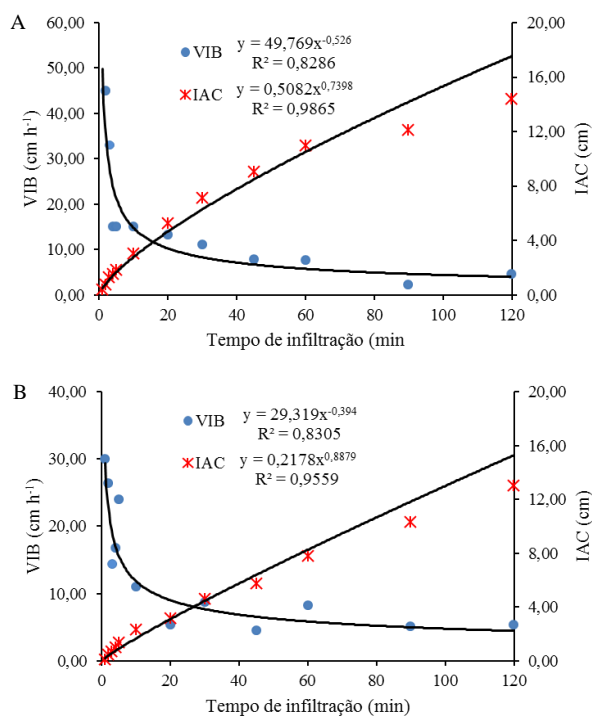 A
60,00
50,00
40,00
30,00
20,00
10,00
0,00
VIB (cm h⁻¹)
VIB y = 49,769x⁻⁰,⁵²⁶
R² = 0,8286
IAC y = 0,5082x⁰,⁷³⁹⁸
R² = 0,9865
20,00
16,00
12,00
8,00
4,00
0,00
IAC (cm)
0 20 40 60 80 100 120
Tempo de infiltração (min
B
40,00
30,00
20,00
10,00
0,00
VIB (cm h⁻¹)
VIB y = 29,319x⁻⁰,³⁹⁴
R² = 0,8305
IAC y = 0,2178x⁰,⁸⁸⁷⁹
R² = 0,9559
20,00
16,00
12,00
8,00
4,00
0,00
IAC (cm)
0 20 40 60 80 100 120
Tempo de infiltração (min)